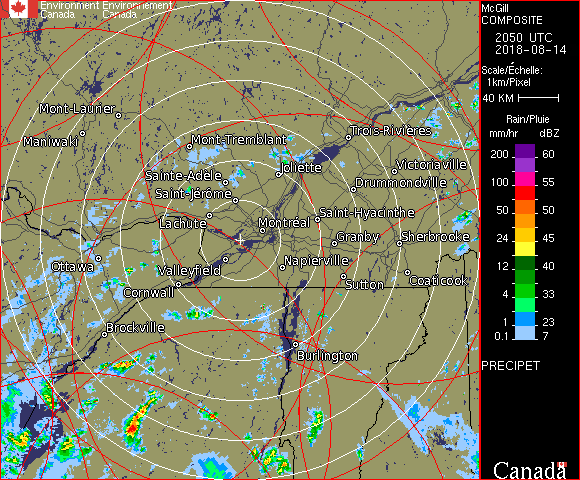 Environment Environnement
Canada Canada
McGill
COMPOSITE
2050 UTC
2018-08-14
Scale/Échelle:
1km/Pixel
40 KM
Rain/Pluie
mm/hr dBZ
200 60
100 55
50 50
24 45
12 40
4 33
1 23
0.1 7
PRECIPET
Canada
Mont-Laurier
Maniwaki
Mont-Tremblant
Trois-Rivières
Sainte-Adèle
Joliette
Victoriaville
Saint-Jérôme
Drummondville
Lachute
Montréal
Saint-Hyacinthe
Granby
Sherbrooke
Ottawa
Valleyfield
Napierville
Cornwall
Sutton
Coaticook
Brockville
Burlington